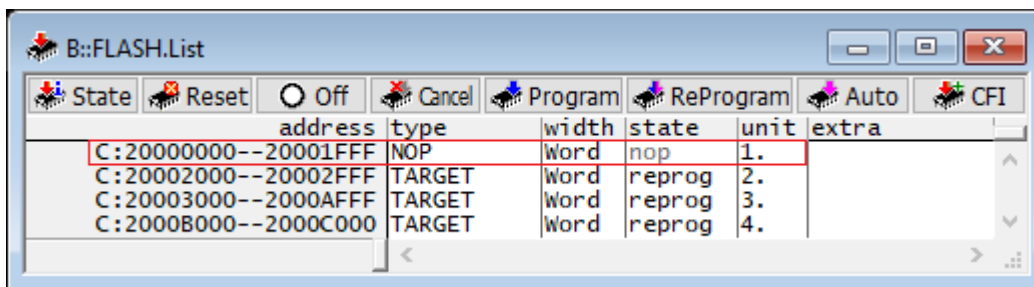 B::FLASH.List
State Reset Off Cancel Program ReProgram Auto CFI
address type width state unit extra
C:20000000--20001FFF NOP Word nop 1.
C:20002000--20002FFF TARGET Word reprog 2.
C:20003000--2000AFFF TARGET Word reprog 3.
C:2000B000--2000C000 TARGET Word reprog 4.